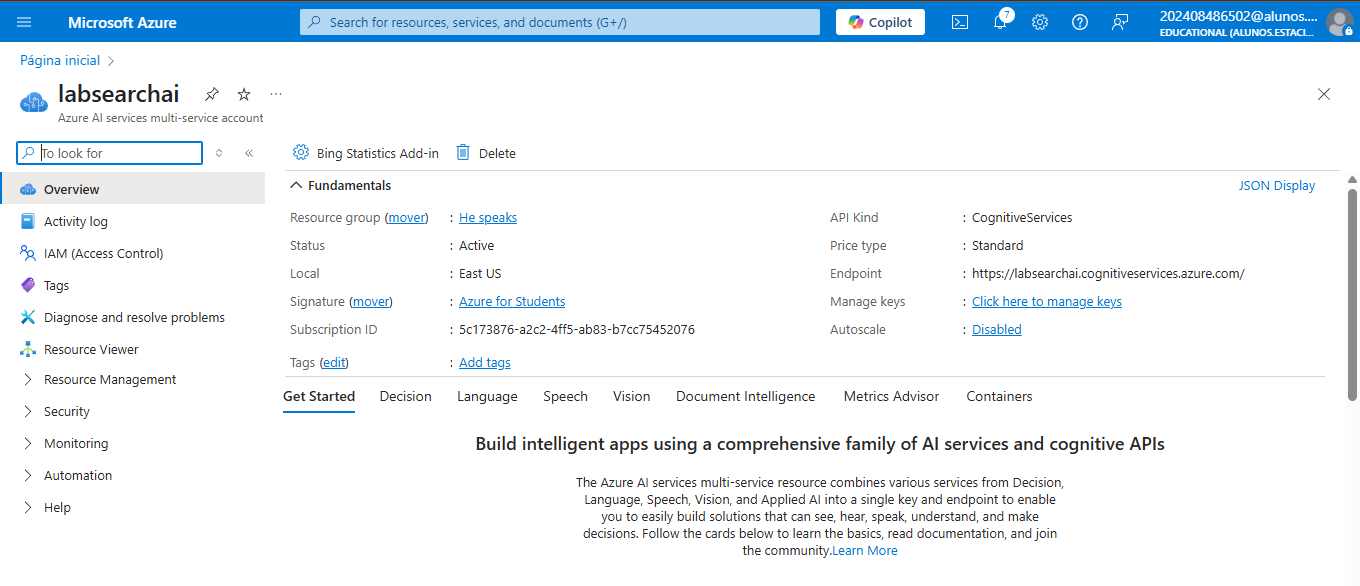 Microsoft Azure
Search for resources, services, and documents (G+/)
Copilot
7
202408486502@alunos....
EDUCATIONAL (ALUNOS.ESTACI...
Página inicial
labsearchai
Azure AI services multi-service account
To look for
Bing Statistics Add-in
Delete
Overview
Activity log
IAM (Access Control)
Tags
Diagnose and resolve problems
Resource Viewer
Resource Management
Security
Monitoring
Automation
Help
Fundamentals
JSON Display
Resource group (mover) : He speaks
Status : Active
Local : East US
Signature (mover) : Azure for Students
Subscription ID : 5c173876-a2c2-4ff5-ab83-b7cc75452076
Tags (edit) : Add tags
API Kind : CognitiveServices
Price type : Standard
Endpoint : https://labsearchai.cognitiveservices.azure.com/
Manage keys : Click here to manage keys
Autoscale : Disabled
Get Started Decision Language Speech Vision Document Intelligence Metrics Advisor Containers
Build intelligent apps using a comprehensive family of AI services and cognitive APIs
The Azure AI services multi-service resource combines various services from Decision,
Language, Speech, Vision, and Applied AI into a single key and endpoint to enable
you to easily build solutions that can see, hear, speak, understand, and make
decisions. Follow the cards below to learn the basics, read documentation, and join
the community.Learn More